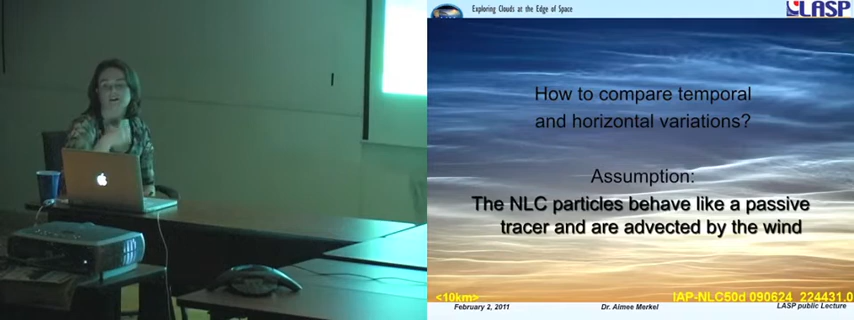 Exploring Clouds at the Edge of Space
LASP
How to compare temporal
and horizontal variations?
Assumption:
The NLC particles behave like a passive
tracer and are advected by the wind
<10km>
IAP-NLC50d 090624 224431.0
February 2, 2011
Dr. Aimee Merkel
LASP public Lecture